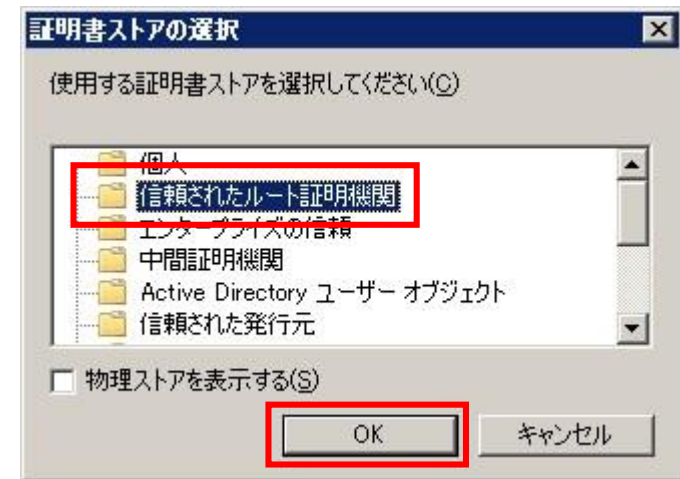 証明書ストアの選択
使用する証明書ストアを選択してください(C)
個人
信頼されたルート証明機関
エンタープライズの信頼
中間証明機関
Active Directory ユーザー オブジェクト
信頼された発行元
物理ストアを表示する(S)
OK
キャンセル